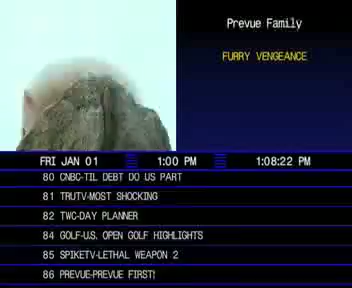 Prevue Family
FURRY VENGEANCE
FRI JAN 01 1:00 PM 1:08:22 PM
80 CNBC-TIL DEBT DO US PART
81 TRUTV-MOST SHOCKING
82 TWC-DAY PLANNER
84 GOLF-U.S. OPEN GOLF HIGHLIGHTS
85 SPIKETV-LETHAL WEAPON 2
86 PREVUE-PREVUE FIRST!